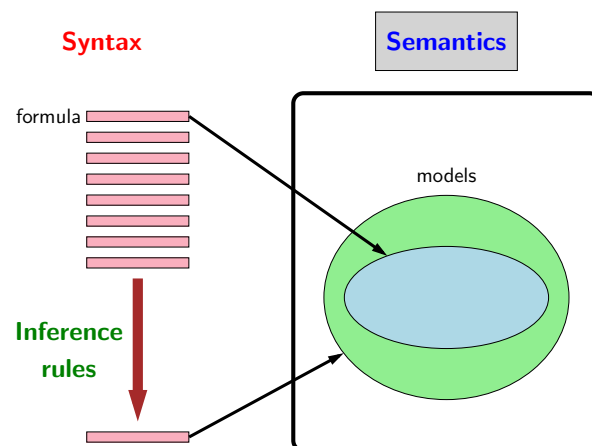 Syntax
Semantics
formula
models
Inference
rules